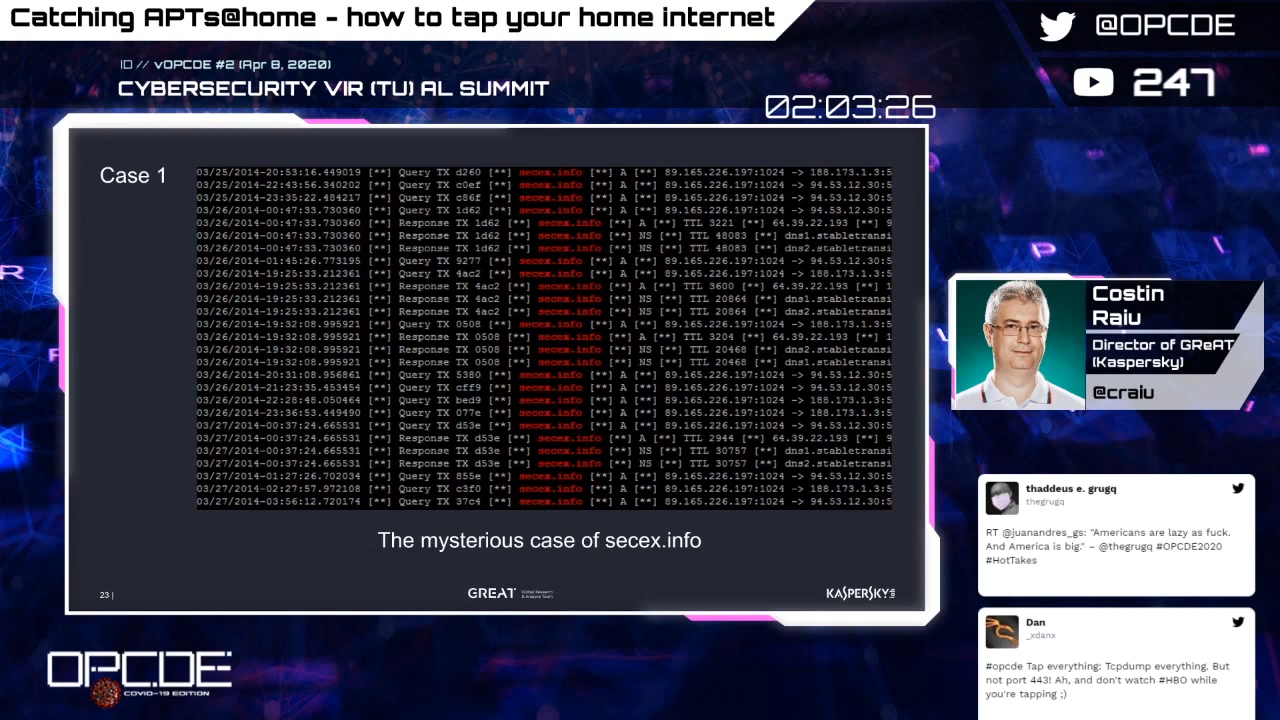 Catching APTs@home - how to tap your home internet
@OPCDE
ID // vOPCDE #2 (Apr 8, 2020)
CYBERSECURITY VIR (TU) AL SUMMIT
247
02:03:26
Case 1
03/25/2014-20:53:16.449019 [**] Query TX d260 [**] secex.info [**] A [**] 89.165.226.197:1024 -> 188.173.1.3:5
03/25/2014-22:43:56.340202 [**] Query TX c0ef [**] secex.info [**] A [**] 89.165.226.197:1024 -> 94.53.12.30:5
03/25/2014-23:35:22.484217 [**] Query TX c86f [**] secex.info [**] A [**] 89.165.226.197:1024 -> 94.53.12.30:5
03/26/2014-00:47:33.730360 [**] Query TX 1d62 [**] secex.info [**] A [**] 89.165.226.197:1024 -> 94.53.12.30:5
03/26/2014-00:47:33.730360 [**] Response TX 1d62 [**] secex.info [**] A [**] TTL 3221 [**] 64.39.22.193 [**] 9
03/26/2014-00:47:33.730360 [**] Response TX 1d62 [**] secex.info [**] NS [**] TTL 48083 [**] dns1.stabletransi
03/26/2014-00:47:33.730360 [**] Response TX 1d62 [**] secex.info [**] NS [**] TTL 48083 [**] dns2.stabletransi
03/26/2014-01:45:26.773195 [**] Query TX 9277 [**] secex.info [**] A [**] 89.165.226.197:1024 -> 94.53.12.30:5
03/26/2014-19:25:33.212361 [**] Query TX 4ac2 [**] secex.info [**] A [**] 89.165.226.197:1024 -> 188.173.1.3:5
03/26/2014-19:25:33.212361 [**] Response TX 4ac2 [**] secex.info [**] A [**] TTL 3600 [**] 64.39.22.193 [**] 1
03/26/2014-19:25:33.212361 [**] Response TX 4ac2 [**] secex.info [**] NS [**] TTL 20864 [**] dns1.stabletransi
03/26/2014-19:25:33.212361 [**] Response TX 4ac2 [**] secex.info [**] NS [**] TTL 20864 [**] dns2.stabletransi
03/26/2014-19:32:08.995921 [**] Query TX 0508 [**] secex.info [**] A [**] 89.165.226.197:1024 -> 188.173.1.3:5
03/26/2014-19:32:08.995921 [**] Response TX 0508 [**] secex.info [**] A [**] TTL 3204 [**] 64.39.22.193 [**] 1
03/26/2014-19:32:08.995921 [**] Response TX 0508 [**] secex.info [**] NS [**] TTL 20468 [**] dns1.stabletransi
03/26/2014-19:32:08.995921 [**] Response TX 0508 [**] secex.info [**] NS [**] TTL 20468 [**] dns2.stabletransi
03/26/2014-20:31:08.956861 [**] Query TX 5380 [**] secex.info [**] A [**] 89.165.226.197:1024 -> 94.53.12.30:5
03/26/2014-21:23:35.453454 [**] Query TX cff9 [**] secex.info [**] A [**] 89.165.226.197:1024 -> 94.53.12.30:5
03/26/2014-22:28:48.050464 [**] Query TX bed9 [**] secex.info [**] A [**] 89.165.226.197:1024 -> 188.173.1.3:5
03/26/2014-23:36:53.449490 [**] Query TX 077e [**] secex.info [**] A [**] 89.165.226.197:1024 -> 188.173.1.3:5
03/27/2014-00:37:24.665531 [**] Query TX d53e [**] secex.info [**] A [**] 89.165.226.197:1024 -> 94.53.12.30:5
03/27/2014-00:37:24.665531 [**] Response TX d53e [**] secex.info [**] A [**] TTL 2944 [**] 64.39.22.193 [**] 9
03/27/2014-00:37:24.665531 [**] Response TX d53e [**] secex.info [**] NS [**] TTL 30757 [**] dns1.stabletransi
03/27/2014-00:37:24.665531 [**] Response TX d53e [**] secex.info [**] NS [**] TTL 30757 [**] dns2.stabletransi
03/27/2014-01:27:26.702034 [**] Query TX 855e [**] secex.info [**] A [**] 89.165.226.197:1024 -> 94.53.12.30:5
03/27/2014-02:27:57.972108 [**] Query TX c3f0 [**] secex.info [**] A [**] 89.165.226.197:1024 -> 188.173.1.3:5
03/27/2014-03:56:12.720174 [**] Query TX 37c4 [**] secex.info [**] A [**] 89.165.226.197:1024 -> 94.53.12.30:5
The mysterious case of secex.info
23 |
GREAT Global Research & Analysis Team
KASPERSKY lab
Costin
Raiu
Director of GReAT
(Kaspersky)
@craiu
thaddeus e. grugq
thegrugq
RT @juanandres_gs: "Americans are lazy as fuck.
And America is big." – @thegrugq #OPCDE2020
#HotTakes
Dan
_xdanx
#opcde Tap everything: Tcpdump everything. But
not port 443! Ah, and don't watch #HBO while
you're tapping ;)
OPCDE
COVID-19 EDITION